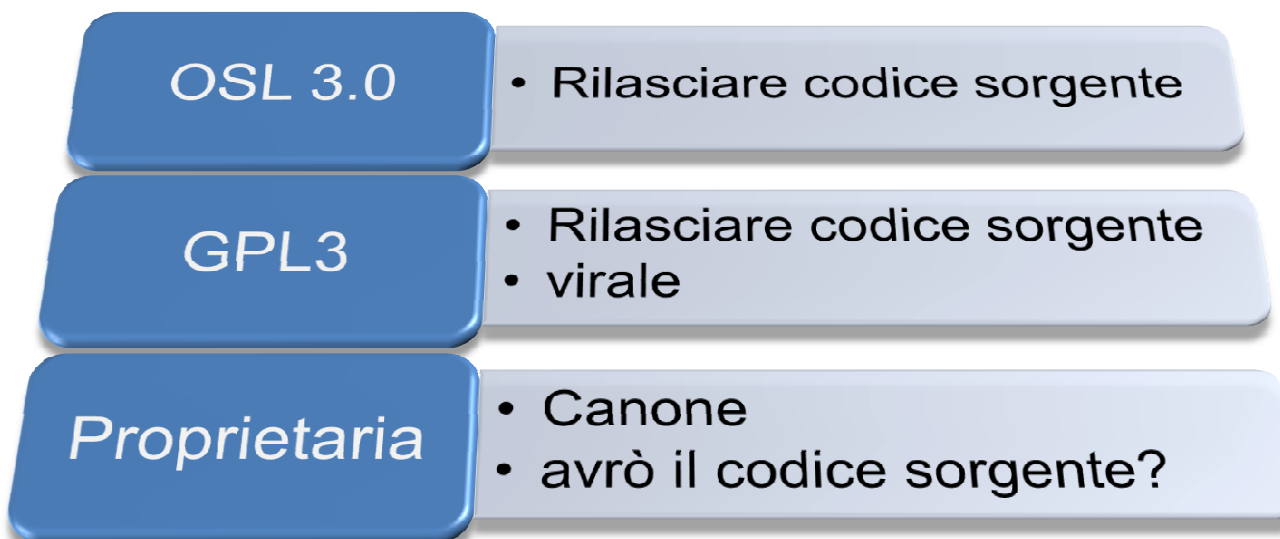 OSL 3.0
• Rilasciare codice sorgente
GPL3
• Rilasciare codice sorgente
• virale
Proprietaria
• Canone
• avrò il codice sorgente?